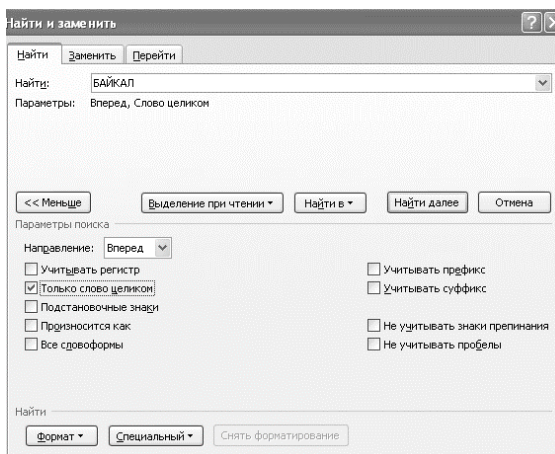 Найти и заменить
Найти Заменить Перейти
Найти: БАЙКАЛ
Параметры: Вперед, Слово целиком
<< Меньше Выделение при чтении Найти в Найти далее Отмена
Параметры поиска
Направление: Вперед
Учитывать регистр Учитывать префикс
Только слово целиком Учитывать суффикс
Подстановочные знаки
Произносится как Не учитывать знаки препинания
Все словоформы Не учитывать пробелы
Найти
Формат Специальный Снять форматирование